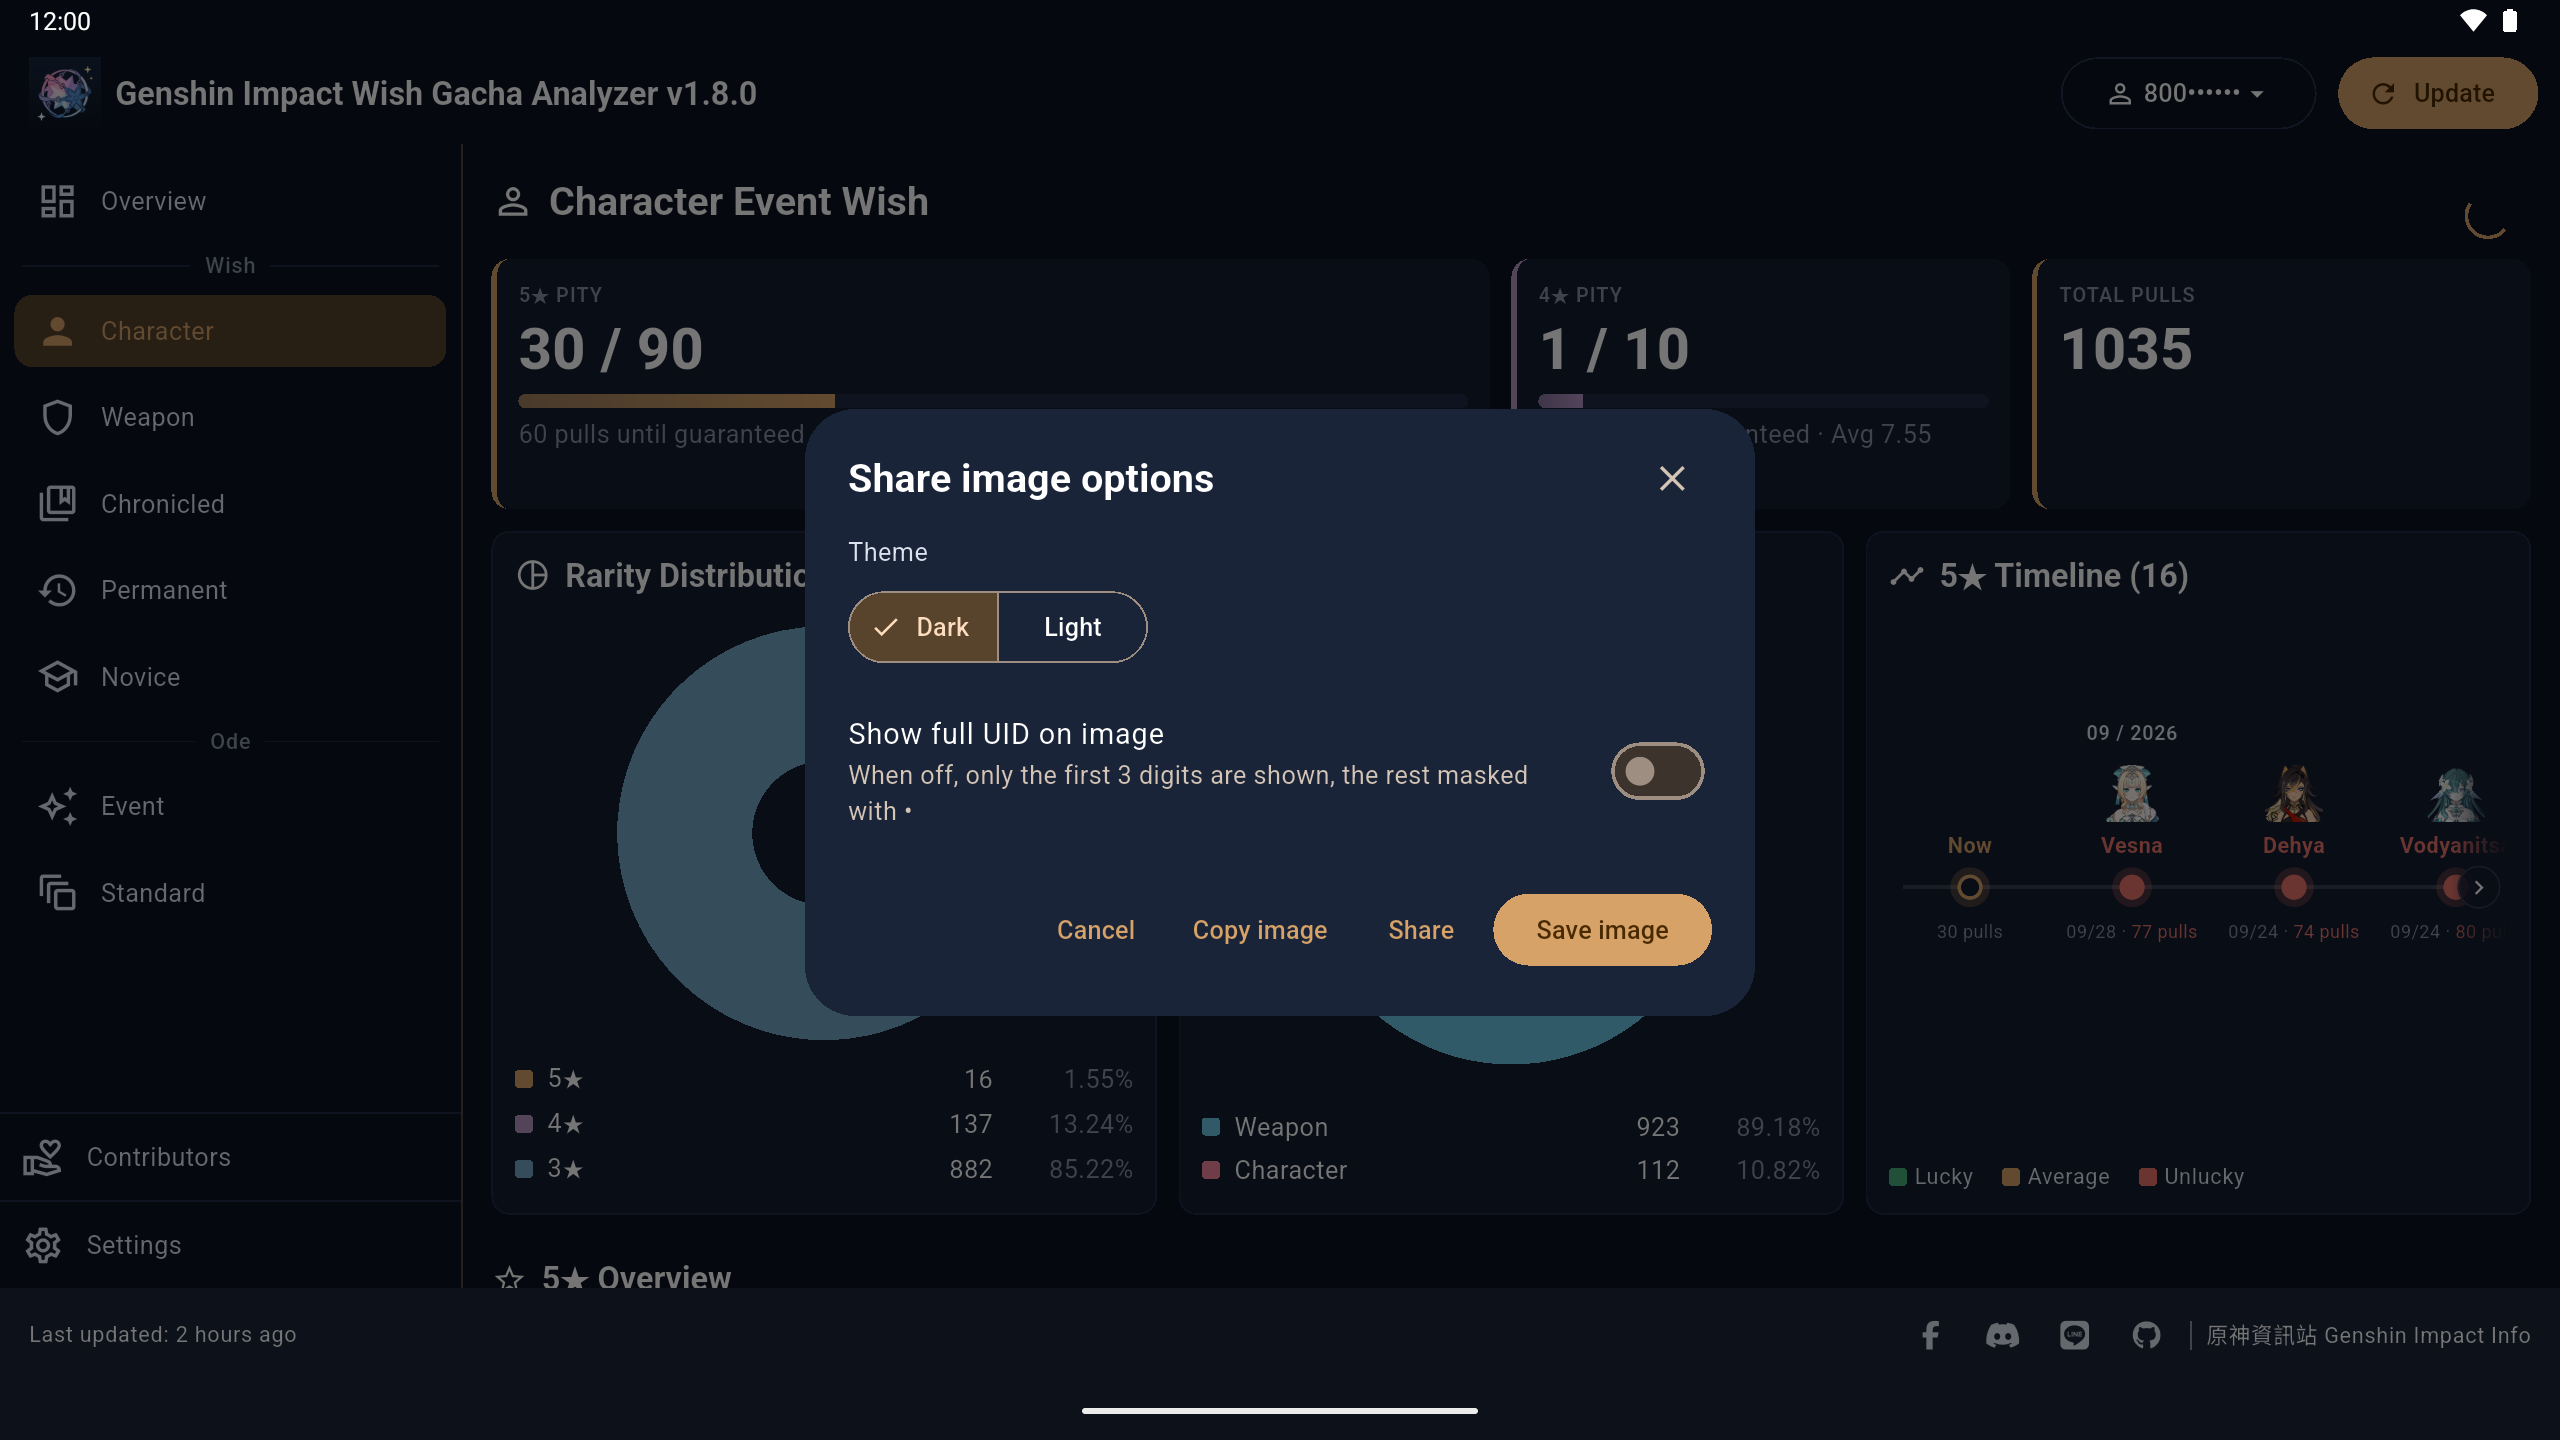 12:00
Genshin Impact Wish Gacha Analyzer v1.8.0
800••••••
Update
Overview
Wish
Character
Weapon
Chronicled
Permanent
Novice
Ode
Event
Standard
Contributors
Settings
Character Event Wish
5★ PITY
30 / 90
60 pulls until guaranteed
4★ PITY
1 / 10
· Avg 7.55
TOTAL PULLS
1035
Share image options
Theme
Dark
Light
Show full UID on image
When off, only the first 3 digits are shown, the rest masked
with •
Cancel
Copy image
Share
Save image
Rarity
5★ 16 1.55%
4★ 137 13.24%
3★ 882 85.22%
Weapon 923 89.18%
Character 112 10.82%
5★ Timeline (16)
09 / 2026
Now
Vesna
Dehya
30 pulls
09/28 · 77 pulls
09/24 · 74 pulls
09/24 · 80
Lucky
Average
Unlucky
5★ Overview
Last updated: 2 hours ago
LINE
原神資訊站 Genshin Impact Info